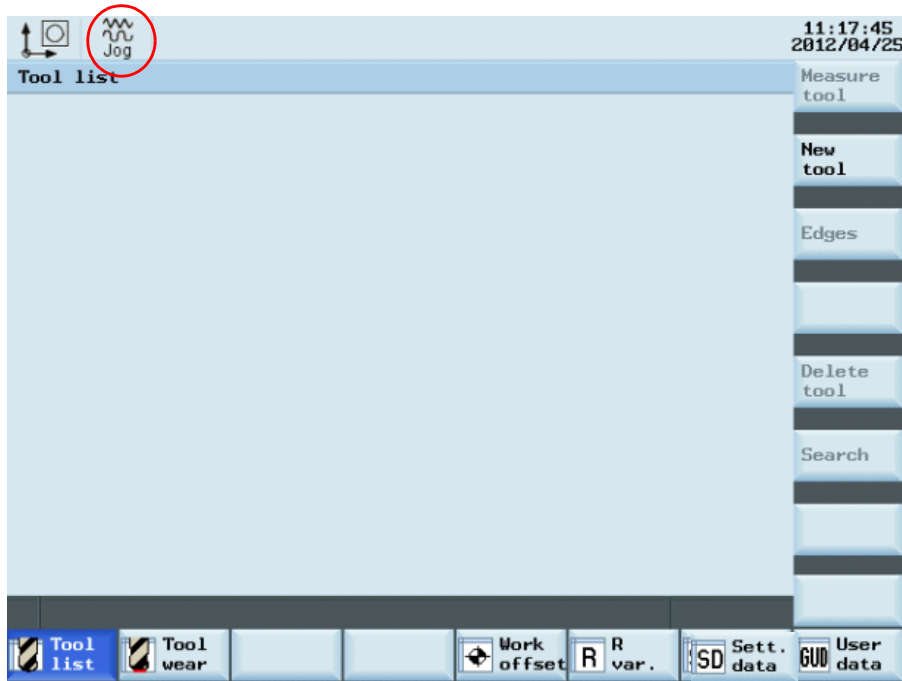 Jog
11:17:45
2012/04/25
Tool list
Measure
tool
New
tool
Edges
Delete
tool
Search
Tool
list
Tool
wear
Work
offset
R
R
var.
SD
Sett.
data
GUD
User
data